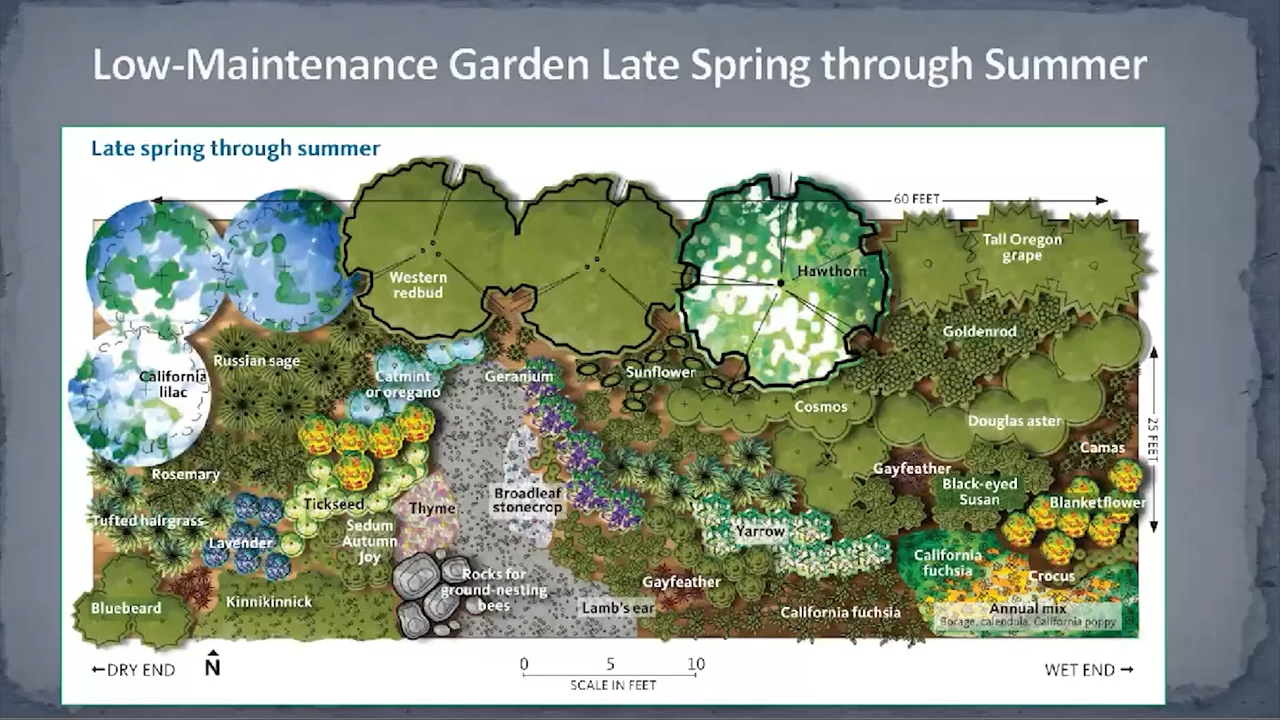 Low-Maintenance Garden Late Spring through Summer
Late spring through summer
60 FEET
Tall Oregon
grape
Hawthorn
Western
redbud
Goldenrod
Russian sage
Sunflower
California
lilac
Catmint
or oregano
Geranium
Cosmos
Douglas aster
25 FEET
Camas
Rosemary
Gayfeather
Black-eyed
Susan
Blanketflower
Tickseed
Thyme
Broadleaf
stonecrop
Tufted hairgrass
Sedum
Autumn
Joy
Yarrow
Lavender
California
fuchsia
Crocus
Rocks for
ground-nesting
bees
Gayfeather
Bluebeard
Kinnikinnick
Lamb's ear
California fuchsia
Annual mix
Borage, calendula, California poppy
←DRY END
N
0 5 10
SCALE IN FEET
WET END →